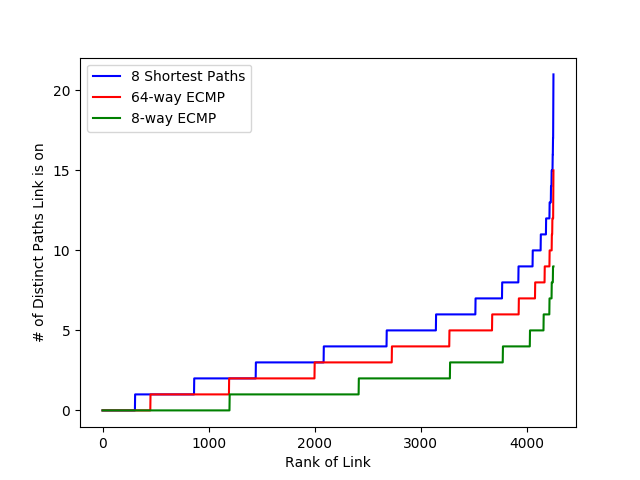 8 Shortest Paths
64-way ECMP
8-way ECMP
# of Distinct Paths Link is on
20
15
10
5
0
0 1000 2000 3000 4000
Rank of Link